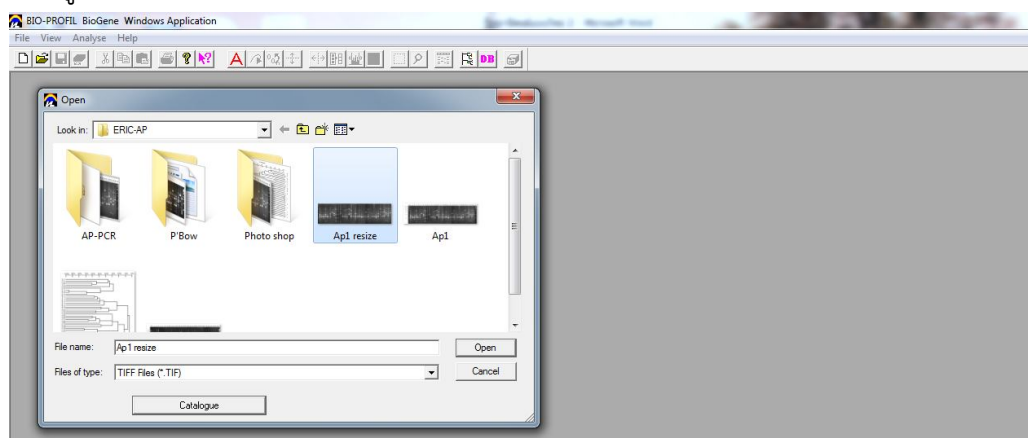 BIO-PROFIL BioGene Windows Application
File View Analyse Help
A
DB
Open
Look in: ERIC-AP
AP-PCR P'Bow Photo shop Ap1 resize Ap1
File name: Ap1 resize Open
Files of type: TIFF Files (*.TIF) Cancel
Catalogue